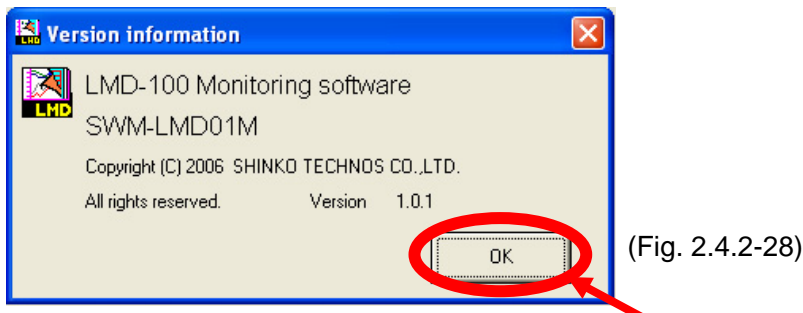 Version information
LMD-100 Monitoring software
LMD
SWM-LMD01M
Copyright (C) 2006 SHINKO TECHNOS CO.,LTD.
All rights reserved. Version 1.0.1
OK
(Fig. 2.4.2-28)